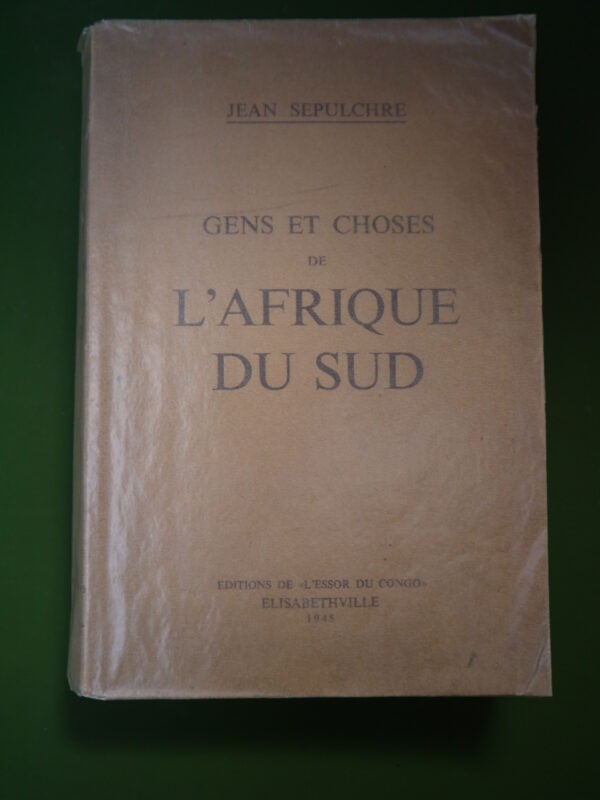 JEAN SEPULCHRE
GENS ET CHOSES
DE
L'AFRIQUE
DU SUD
EDITIONS DE «L'ESSOR DU CONGO»
ELISABETHVILLE
1945